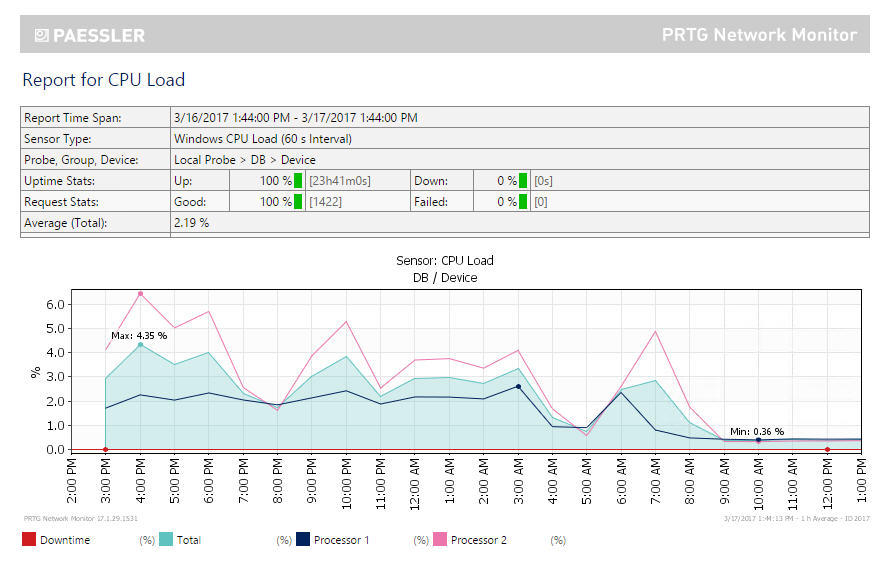 PAESSLER PRTG Network Monitor
Report for CPU Load
Report Time Span: 3/16/2017 1:44:00 PM - 3/17/2017 1:44:00 PM
Sensor Type: Windows CPU Load (60 s Interval)
Probe, Group, Device: Local Probe > DB > Device
Uptime Stats: Up: 100 % [23h41m0s] Down: 0 % [0s]
Request Stats: Good: 100 % [1422] Failed: 0 % [0]
Average (Total): 2.19 %
Sensor: CPU Load
DB / Device
6.0
5.0
Max: 4.35 %
4.0
%
3.0
2.0
1.0
Min: 0.36 %
0.0
2:00 PM 3:00 PM 4:00 PM 5:00 PM 6:00 PM 7:00 PM 8:00 PM 9:00 PM 10:00 PM 11:00 PM 12:00 AM 1:00 AM 2:00 AM 3:00 AM 4:00 AM 5:00 AM 6:00 AM 7:00 AM 8:00 AM 9:00 AM 10:00 AM 11:00 AM 12:00 PM 1:00 PM
PRTG Network Monitor 17.1.29.1531 3/17/2017 1:44:13 PM - 1 h Average - ID 2017
Downtime (%) Total (%) Processor 1 (%) Processor 2 (%)